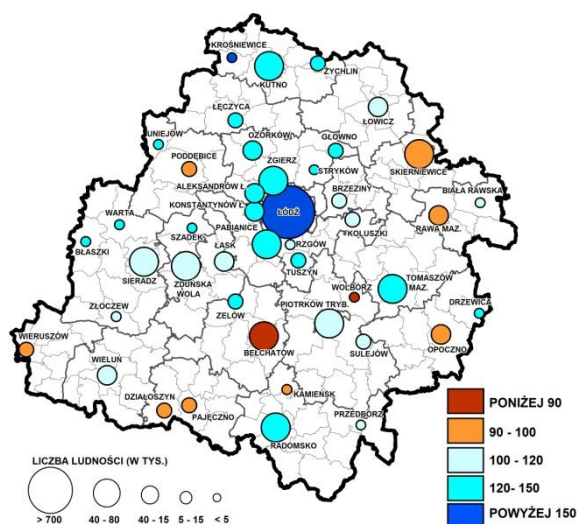 KROŚNIEWICE
KUTNO
ŻYCHLIN
ŁĘCZYCA
ŁOWICZ
UNIEJÓW
OZORKÓW
GŁOWNO
PODDĘBICE
ZGIERZ
STRYKÓW
SKIERNIEWICE
ALEKSANDRÓW Ł.
BRZEZINY
BIAŁA RAWSKA
KONSTANTYNÓW Ł.
ŁÓDŹ
WARTA
SZADEK
PABIANICE
KOLUSZKI
RAWA MAZ.
BŁASZKI
ŁASK
RZGÓW
TUSZYN
SIERADZ
ZDUŃSKA
WOLA
WOLBÓRZ
TOMASZÓW
MAZ.
ZŁOCZEW
ZELÓW
PIOTRKÓW TRYB.
DRZEWICA
WIERUSZÓW
BEŁCHATÓW
SULEJÓW
OPOCZNO
WIELUŃ
DZIAŁOSZYN
PAJĘCZNO
KAMIEŃSK
PRZEDBÓRZ
RADOMSKO
PONIŻEJ 90
90 - 100
100 - 120
120- 150
POWYŻEJ 150
LICZBA LUDNOŚCI (W TYS.)
> 700
40 - 80
40 - 15
5 - 15
< 5